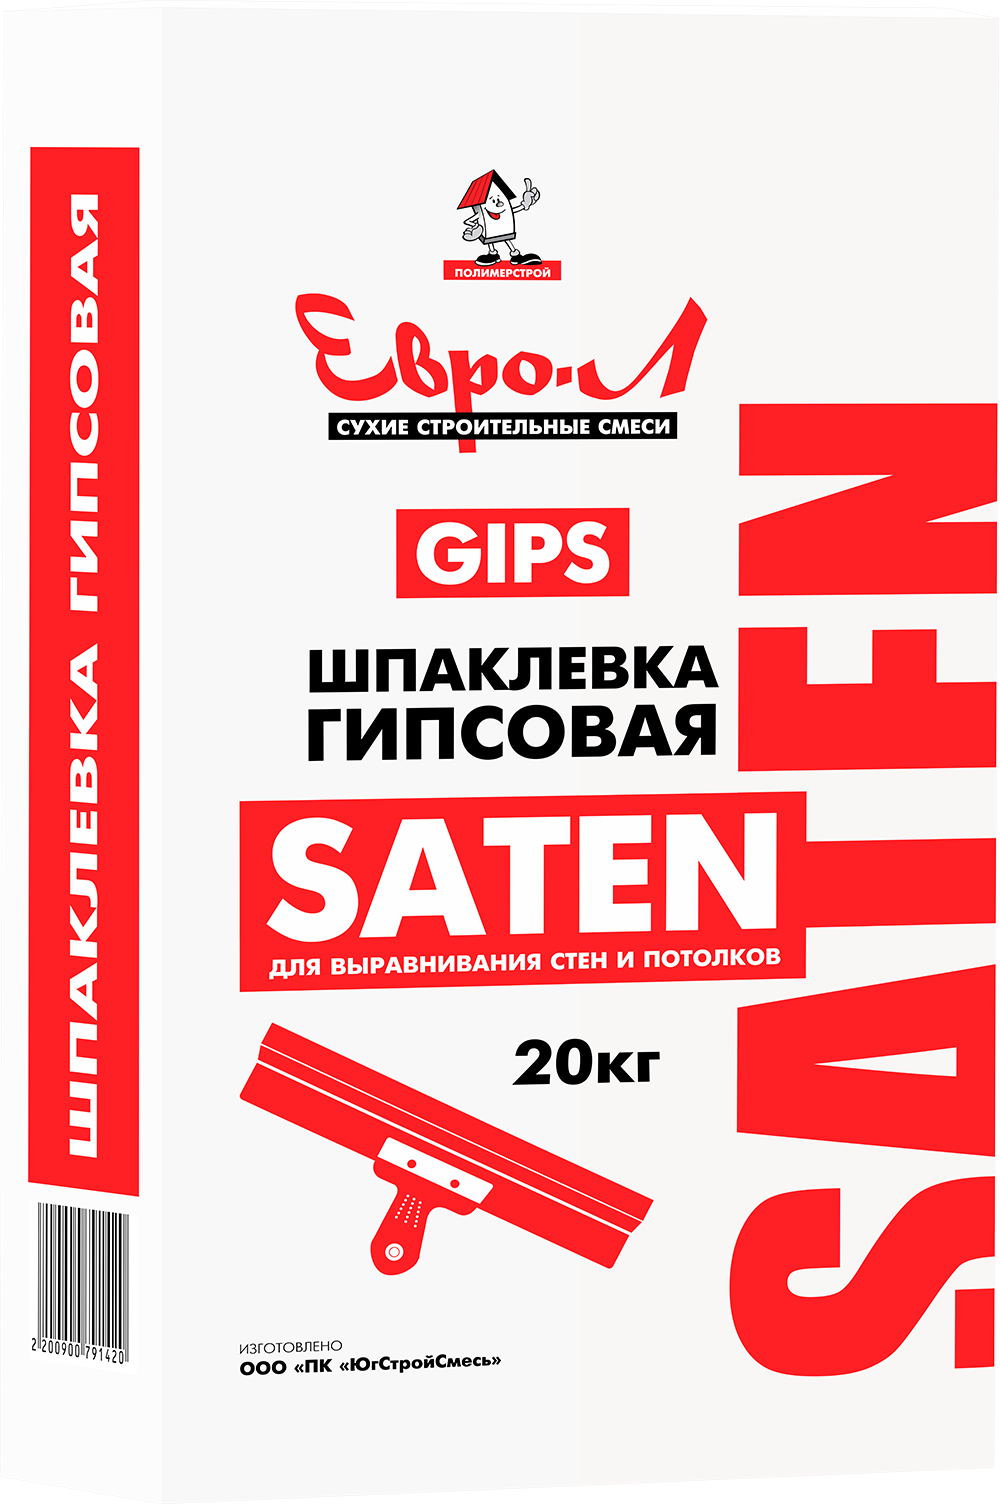 ШПАКЛЕВКА ГИПСОВАЯ
2 200900 791420
ПОЛИМЕРСТРОЙ
Евро-Л
СУХИЕ СТРОИТЕЛЬНЫЕ СМЕСИ
GIPS
ШПАКЛЕВКА
ГИПСОВАЯ
SATEN
ДЛЯ ВЫРАВНИВАНИЯ СТЕН И ПОТОЛКОВ
20кг
ИЗГОТОВЛЕНО
ООО «ПК «ЮгСтройСмесь»
SATEN